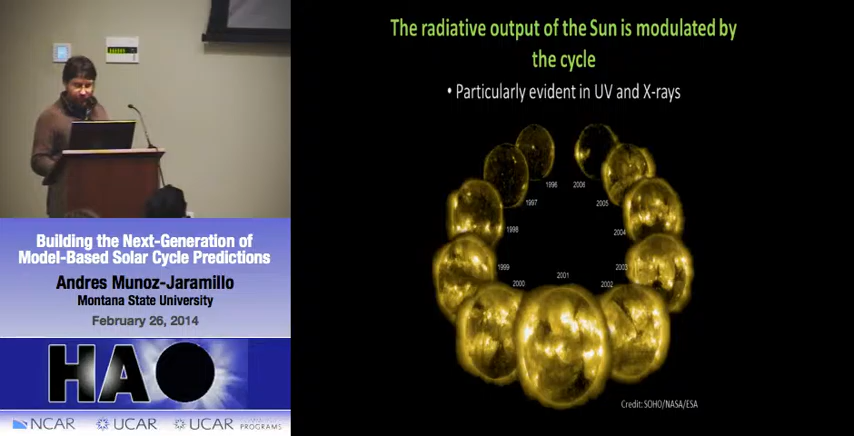 The radiative output of the Sun is modulated by
the cycle
• Particularly evident in UV and X-rays
1996
2006
1997
2005
1998
2004
1999
2003
2000
2001
2002
Credit: SOHO/NASA/ESA
Building the Next-Generation of
Model-Based Solar Cycle Predictions
Andres Munoz-Jaramillo
Montana State University
February 26, 2014
HAO
NCAR
UCAR
UCAR
PROGRAMS